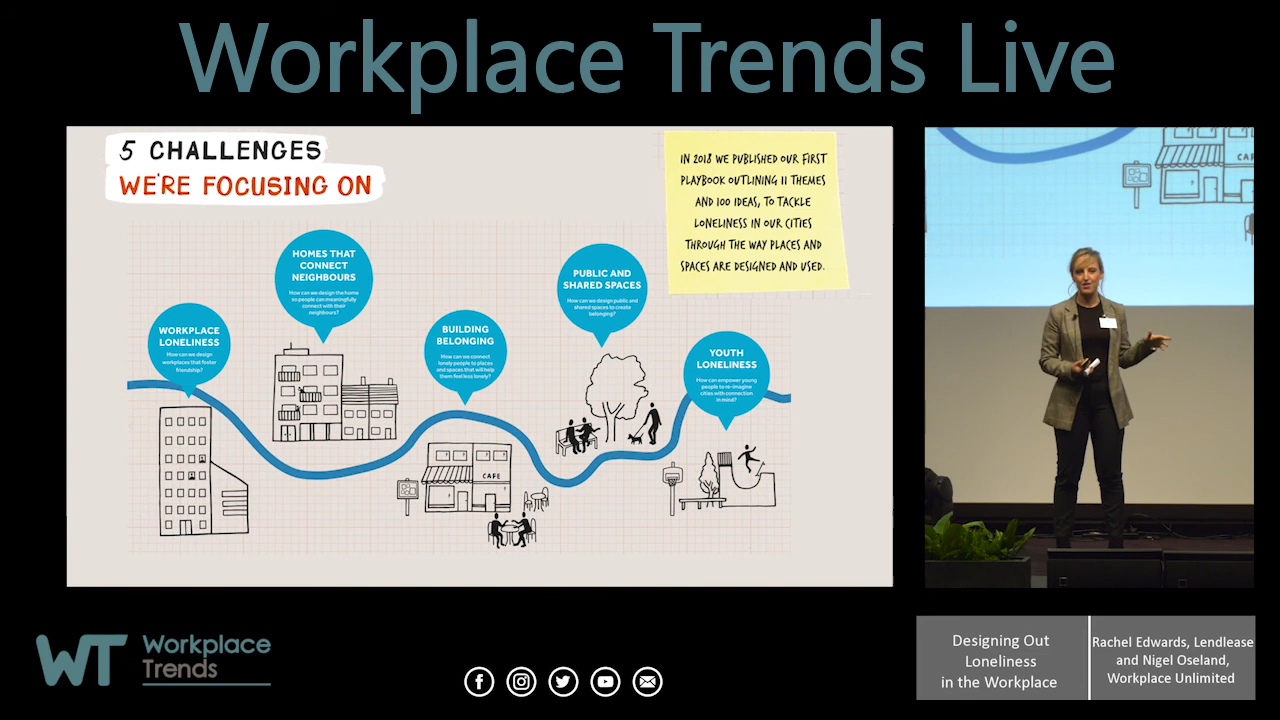 Workplace Trends Live
5 CHALLENGES
WE'RE FOCUSING ON
IN 2018 WE PUBLISHED OUR FIRST
PLAYBOOK OUTLINING 11 THEMES
AND 100 IDEAS, TO TACKLE
LONELINESS IN OUR CITIES
THROUGH THE WAY PLACES AND
SPACES ARE DESIGNED AND USED.
WORKPLACE
LONELINESS
How can we design
workplaces that foster
friendship?
HOMES THAT
CONNECT
NEIGHBOURS
How can we design the home
so people can meaningfully
connect with their
neighbours?
BUILDING
BELONGING
How can we connect
lonely people to places
and spaces that will help
them feel less lonely?
PUBLIC AND
SHARED SPACES
How can we design public and
shared spaces to create
belonging?
YOUTH
LONELINESS
How can empower young
people to re-imagine
cities with connection
in mind?
CAFE
CAF
WT Workplace
Trends
Designing Out
Loneliness
in the Workplace
Rachel Edwards, Lendlease
and Nigel Oseland,
Workplace Unlimited